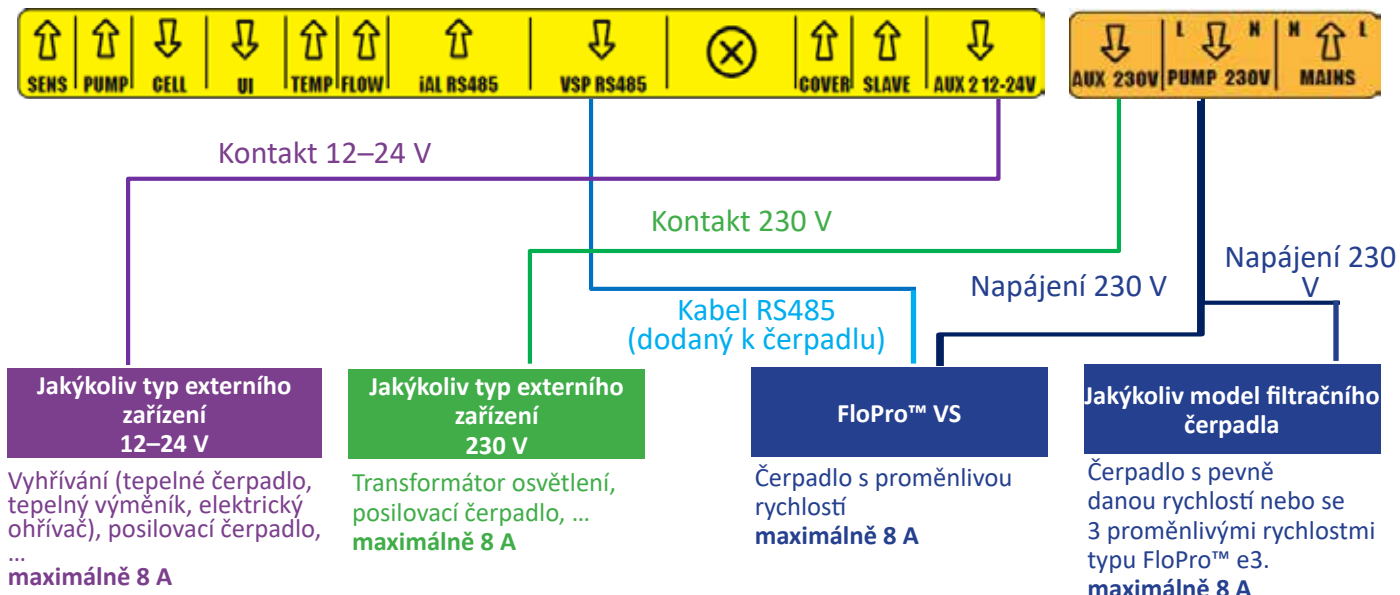 SENS PUMP CELL UI TEMP FLOW iAL RS485 VSP RS485 COVER SLAVE AUX 2 12-24V
L N N L
AUX 230V PUMP 230V MAINS
Kontakt 12–24 V
Kontakt 230 V
Kabel RS485
(dodaný k čerpadlu)
Napájení 230 V
Napájení 230
V
Jakýkoliv typ externího
zařízení
12–24 V
Vyhřívání (tepelné čerpadlo,
tepelný výměník, elektrický
ohřívač), posilovací čerpadlo,
...
maximálně 8 A
Jakýkoliv typ externího
zařízení
230 V
Transformátor osvětlení,
posilovací čerpadlo, ...
maximálně 8 A
FloPro™ VS
Čerpadlo s proměnlivou
rychlostí
maximálně 8 A
Jakýkoliv model filtračního
čerpadla
Čerpadlo s pevně
danou rychlostí nebo se
3 proměnlivými rychlostmi
typu FloPro™ e3.
maximálně 8 A